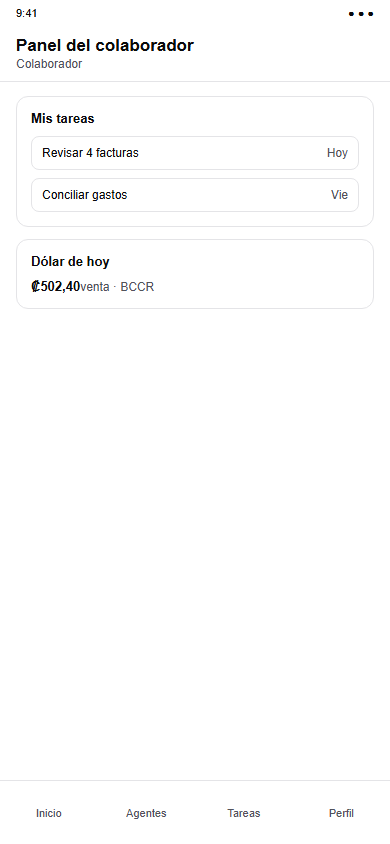 9:41
Panel del colaborador
Colaborador
Mis tareas
Revisar 4 facturas Hoy
Conciliar gastos Vie
Dólar de hoy
₡502,40venta · BCCR
Inicio Agentes Tareas Perfil